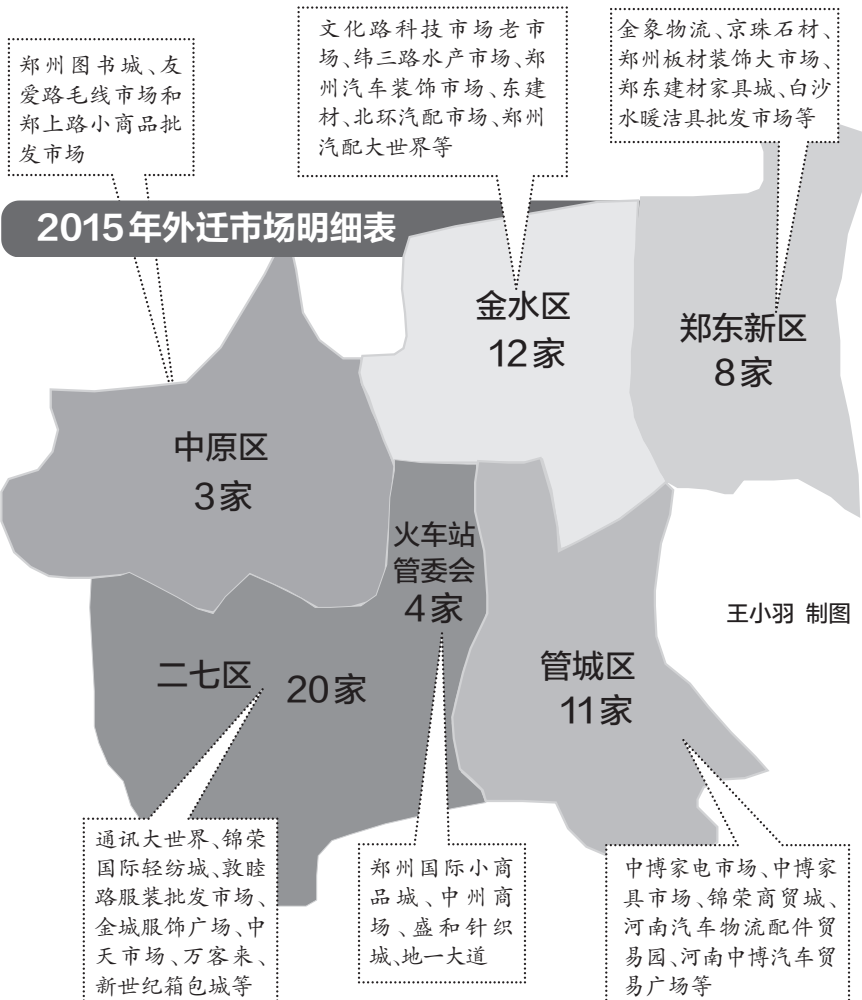 郑州图书城、友
爱路毛线市场和
郑上路小商品批
发市场
文化路科技市场老市
场、纬三路水产市场、郑
州汽车装饰市场、东建
材、北环汽配市场、郑州
汽配大世界等
金象物流、京珠石材、
郑州板材装饰大市场、
郑东建材家具城、白沙
水暖洁具批发市场等
2015年外迁市场明细表
金水区
12家
郑东新区
8家
中原区
3家
火车站
管委会
4家
王小羽 制图
二七区 20家
管城区
11家
通讯大世界、锦荣
国际轻纺城、敦睦
路服装批发市场、
金城服饰广场、中
天市场、万客来、
新世纪箱包城等
郑州国际小商
品城、中州商
场、盛和针织
城、地一大道
中博家电市场、中博家
具市场、锦荣商贸城、
河南汽车物流配件贸
易园、河南中博汽车贸
易广场等